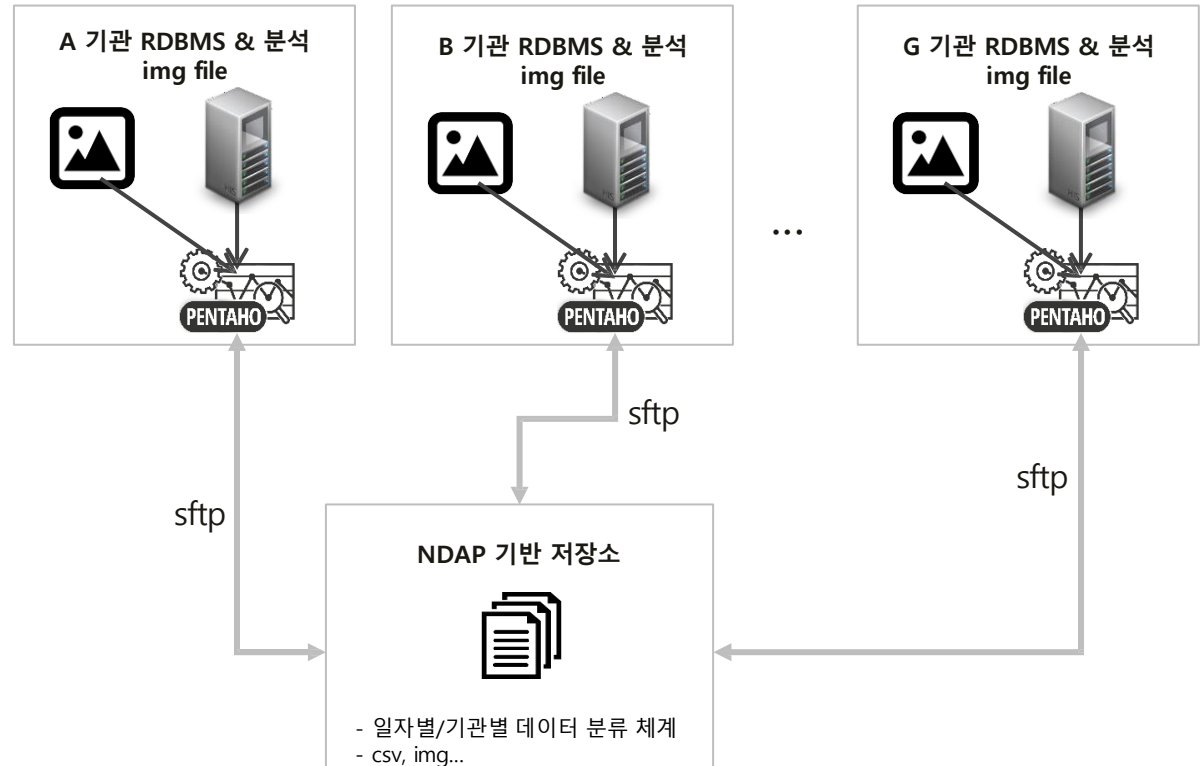 A 기관 RDBMS & 분석
img file
B 기관 RDBMS & 분석
img file
G 기관 RDBMS & 분석
img file
...
PENTAHO
PENTAHO
PENTAHO
sftp
sftp
sftp
NDAP 기반 저장소
- 일자별/기관별 데이터 분류 체계
- csv, img...